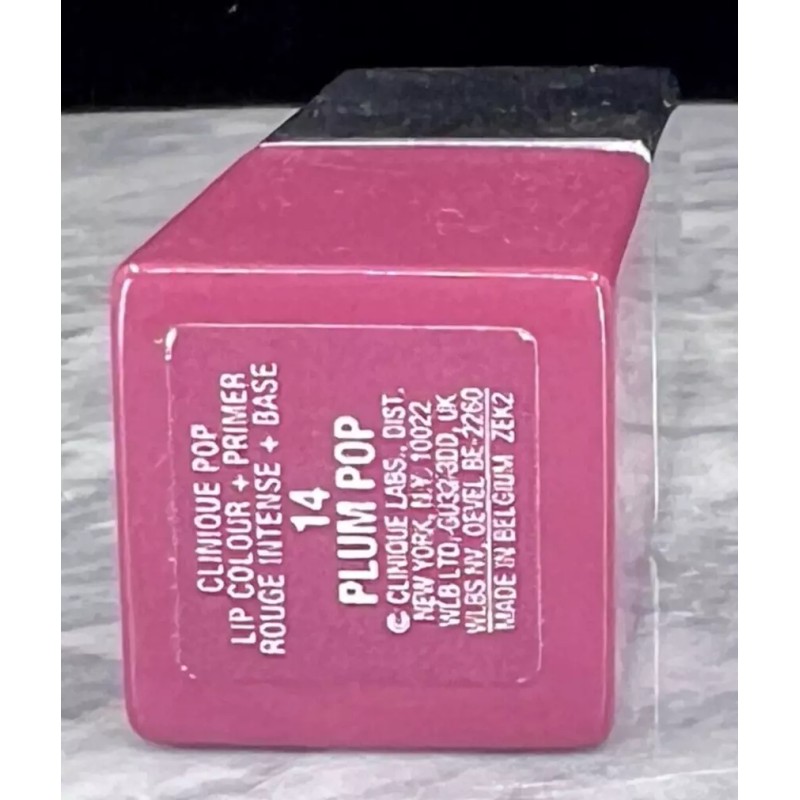 CLINIQUE POP
LIP COLOUR + PRIMER
ROUGE INTENSE + BASE
14
PLUM POP
© CLINIQUE LABS., DIST.
NEW YORK, N.Y. 10022
WLB LTD, GU32 3DD, UK
WLBS NV, OEVEL BE-2260
MADE IN BELGIUM ZEK2